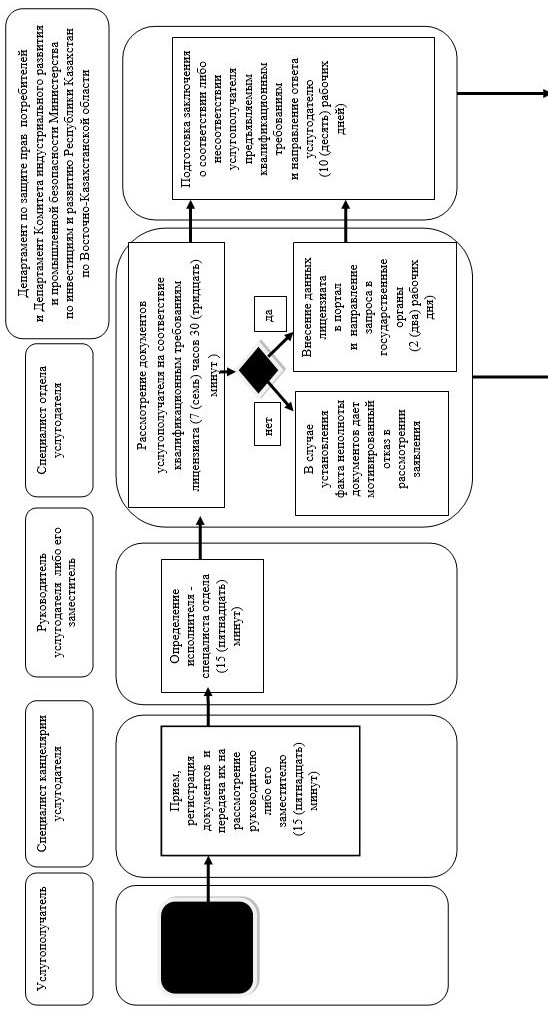 Услугополучатель
Специалист канцелярии
услугодателя
Руководитель
услугодателя либо его
заместитель
Специалист отдела
услугодателя
Департамент по защите прав потребителей
и Департамент Комитета индустриального развития
и промышленной безопасности Министерства
по инвестициям и развитию Республики Казахстан
по Восточно-Казахстанской области
Прием,
регистрация
документов и
передача их на
рассмотрение
руководителю
либо его
заместителю
(15 (пятнадцать)
минут)
Определение
исполнителя -
спецалиста отдела
(15 (пятнадцать)
минут)
Рассмотрение документов
услугополучателя на соответствие
квалификационным требованиям
лицензиата (7 (семь) часов 30 (тридцать)
минут )
нет
да
В случае
установления
факта неполноты
документов дает
мотивированный
отказ в
рассмотрении
заявления
Внесение данных
лицензиата
в портал
и направление
запроса в
государственные
органы
(2 (два) рабочих
дня)
Подготовка заключения
о соответствии либо
несоответствии
услугополучателя
предъявляемым
квалификационным
требованиям
и направление ответа
услугодателю
(10 (десять) рабочих
дней)